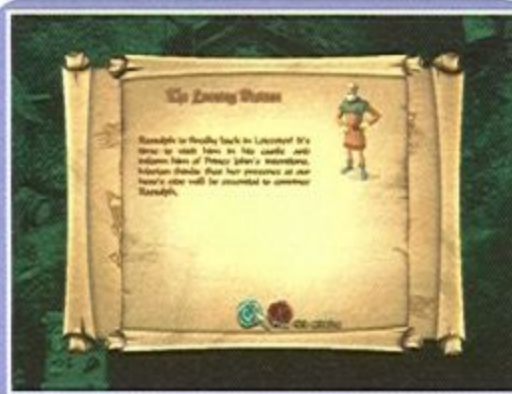 Ranulph is finally back in Leicester! It's
time to visit him in his castle and
inform him of Prince John's intentions.
Marian thinks that her presence at our
hero's side will be essential to convince
Ranulph.